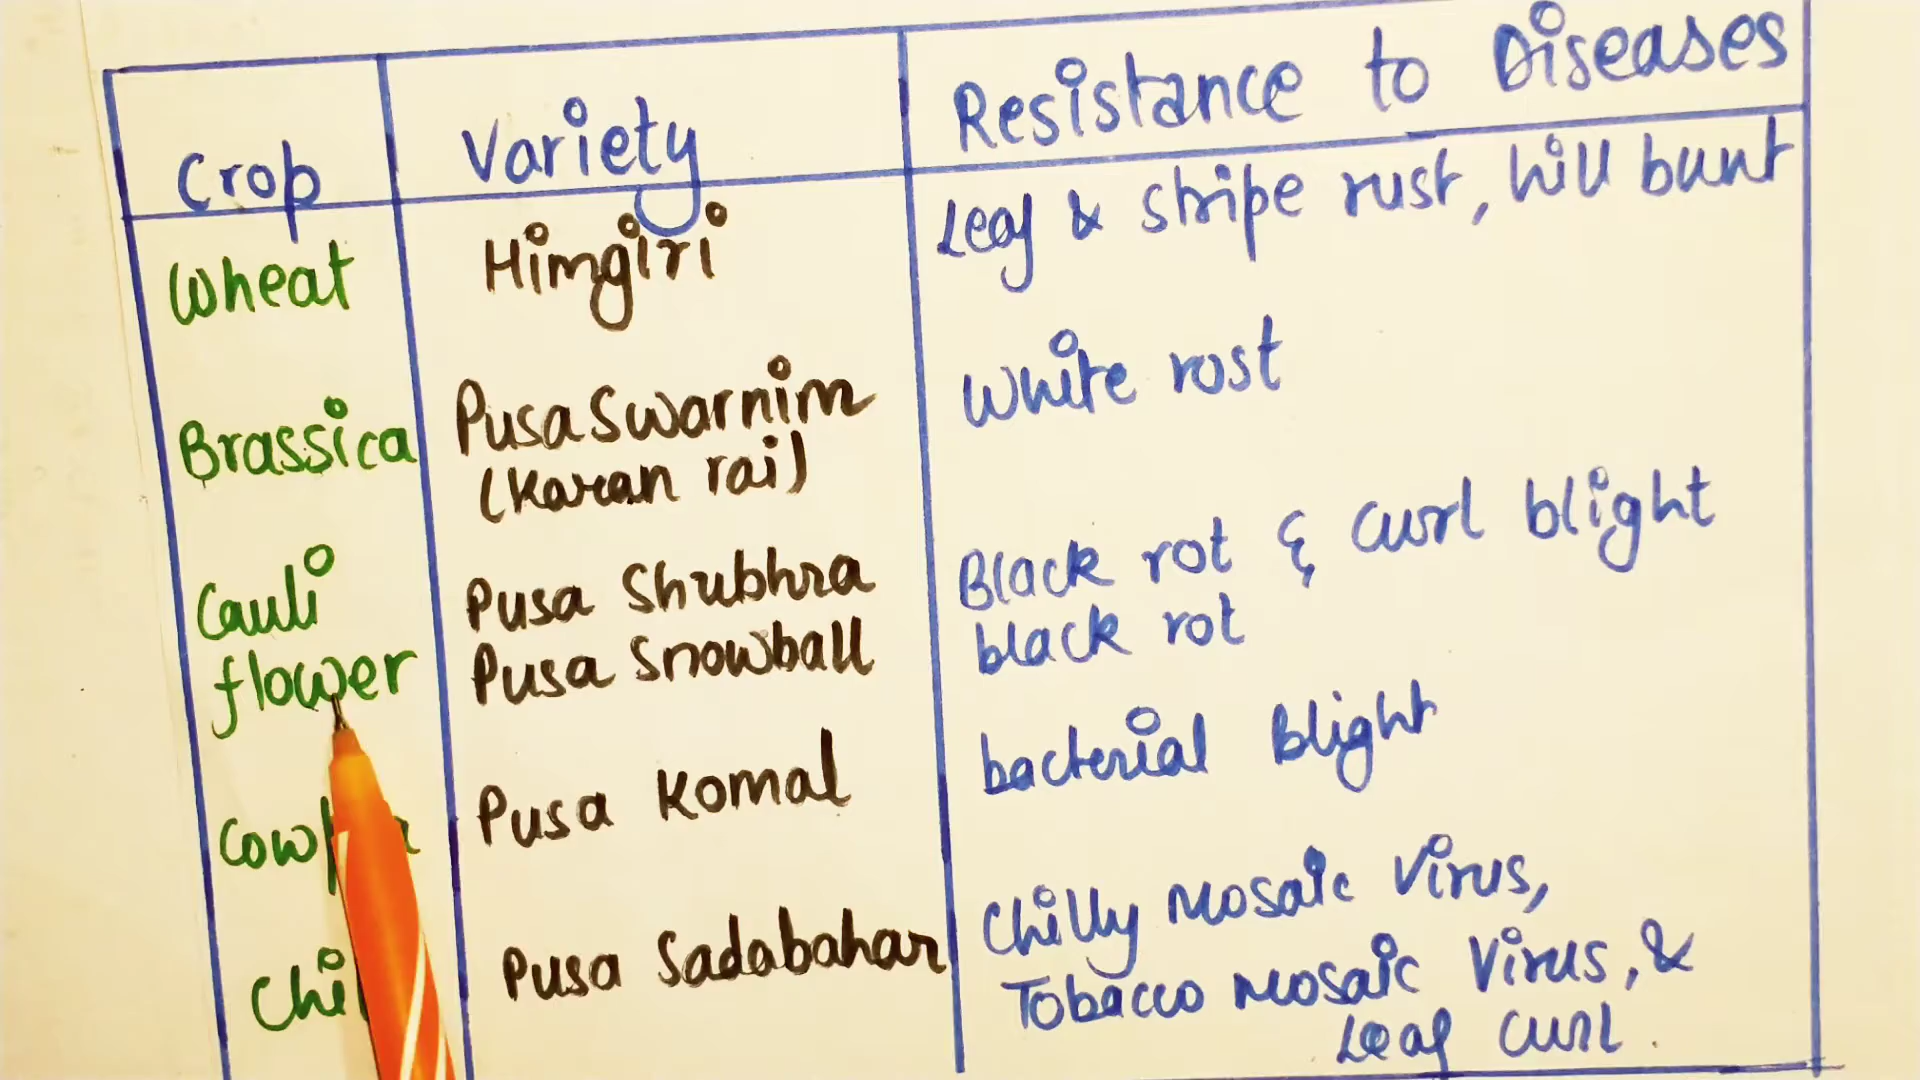 Crop Variety Resistance to Diseases
Wheat Himgiri Leaf & stripe rust, hill bunt
Brassica Pusa Swarnim White rost
(Karan rai)
Cauli Pusa Shubhra Black rot & Curl blight
flower Pusa Snowball black rot
Pusa Komal bacterial Blight
Pusa Sadabahar Chilly Mosaic Virus,
Tobacco Mosaic Virus, &
Leaf Curl.